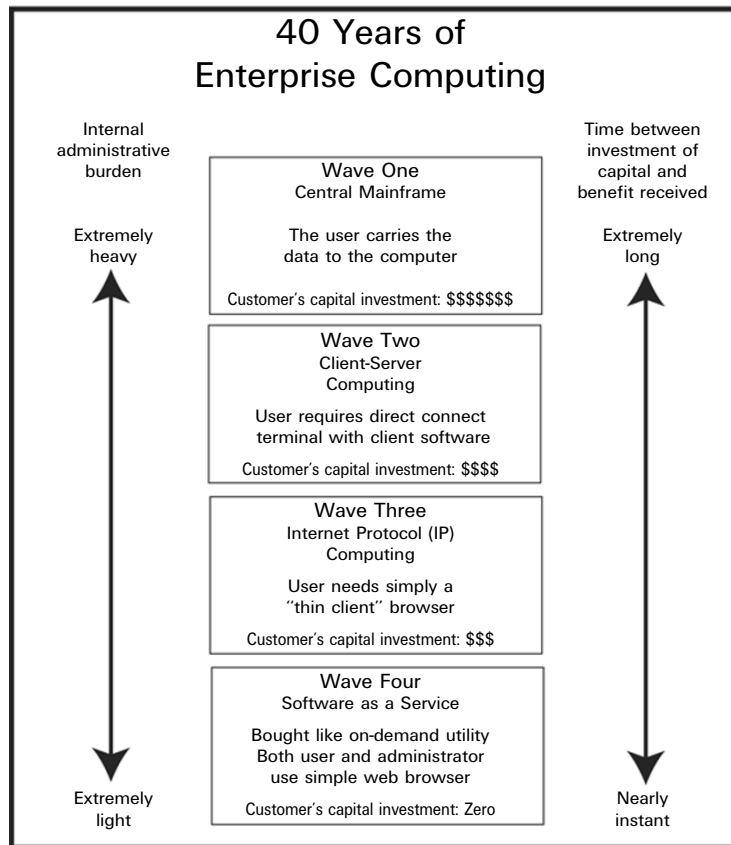 40 Years of
Enterprise Computing
Internal
administrative
burden
Extremely
heavy
Time between
investment of
capital and
benefit received
Extremely
long
Wave One
Central Mainframe
The user carries the
data to the computer
Customer's capital investment: $$$$$$$
Wave Two
Client-Server
Computing
User requires direct connect
terminal with client software
Customer's capital investment: $$$$
Wave Three
Internet Protocol (IP)
Computing
User needs simply a
"thin client" browser
Customer's capital investment: $$$
Wave Four
Software as a Service
Bought like on-demand utility
Both user and administrator
use simple web browser
Customer's capital investment: Zero
Extremely
light
Nearly
instant